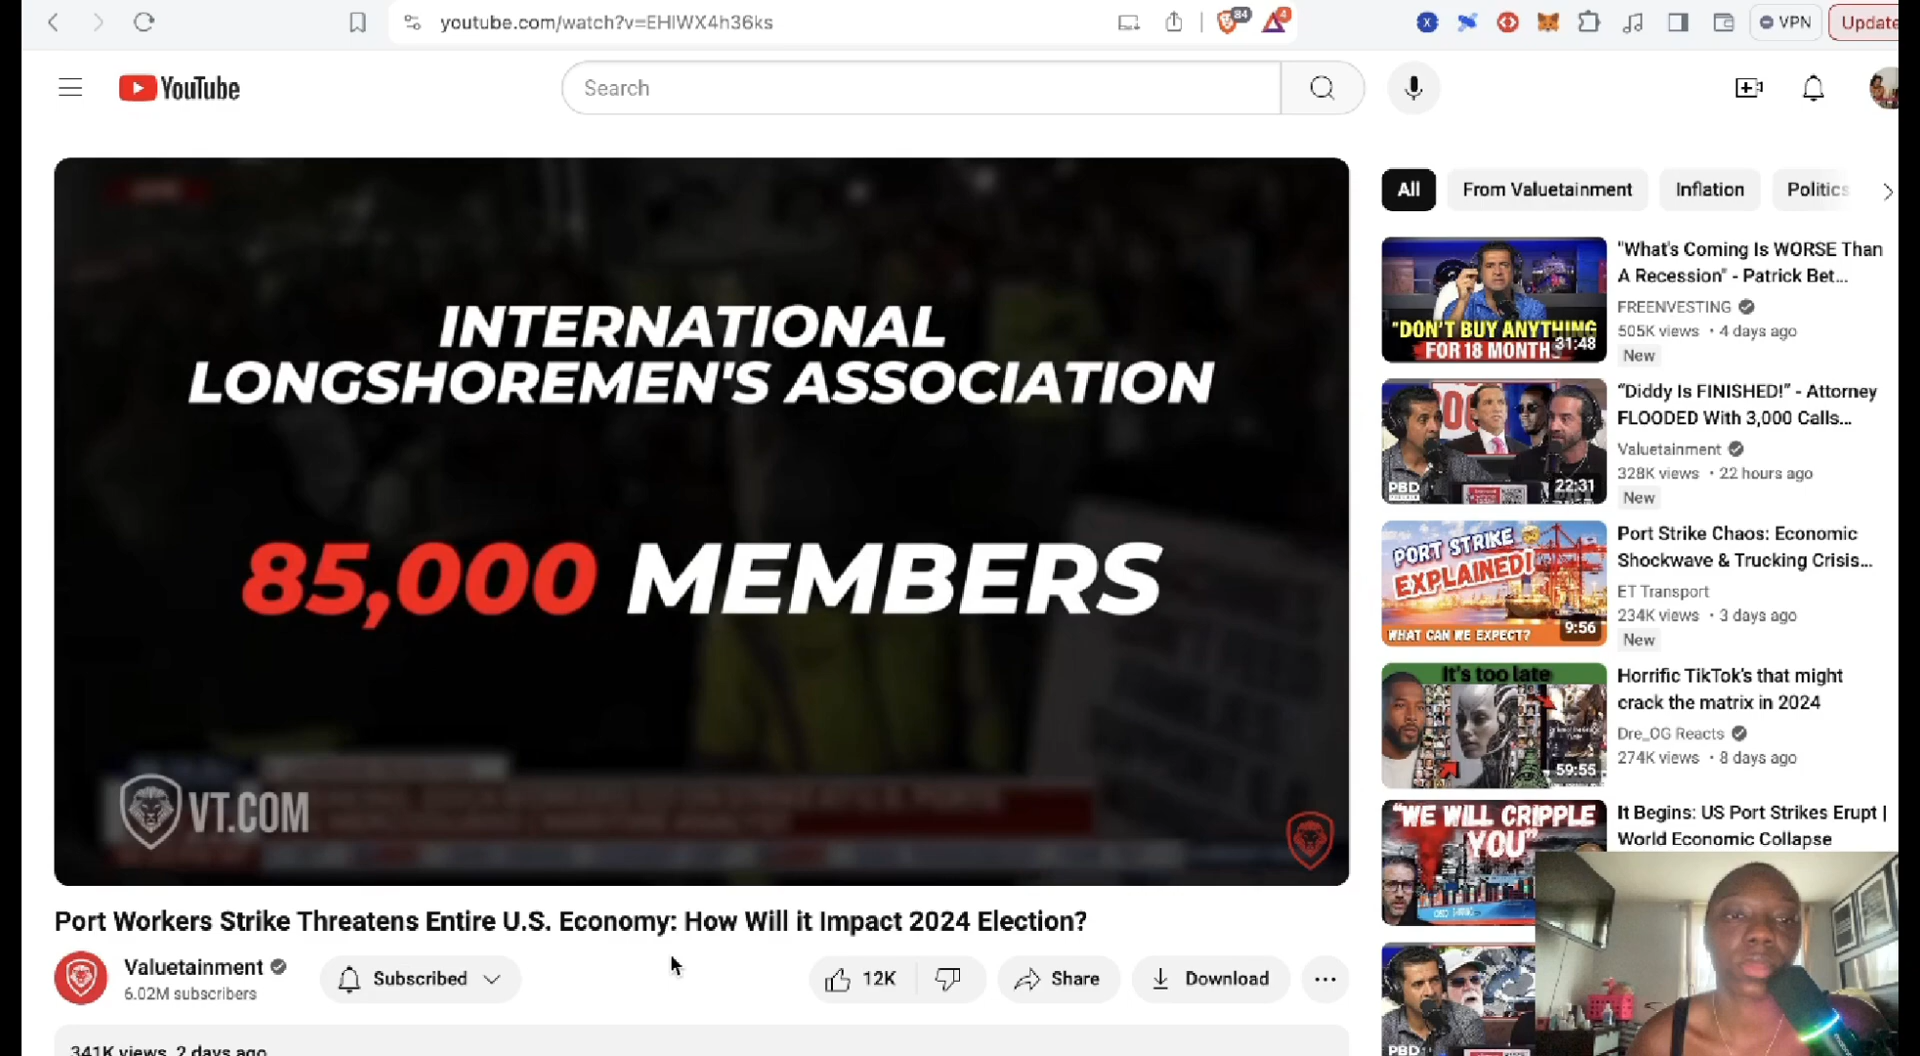 youtube.com/watch?v=EHIWX4h36ks
84
4
VPN
Update
YouTube
Search
INTERNATIONAL
LONGSHOREMEN'S ASSOCIATION
85,000 MEMBERS
VT.COM
Port Workers Strike Threatens Entire U.S. Economy: How Will it Impact 2024 Election?
Valuetainment
6.02M subscribers
Subscribed
12K
Share
Download
341K views 2 days ago
All
From Valuetainment
Inflation
Politics
"DON'T BUY ANYTHING
FOR 18 MONTH
31:48
"What's Coming Is WORSE Than
A Recession" - Patrick Bet...
FREENVESTING
505K views • 4 days ago
New
PBD
22:31
“Diddy Is FINISHED!” - Attorney
FLOODED With 3,000 Calls...
Valuetainment
328K views • 22 hours ago
New
PORT STRIKE
EXPLAINED!
WHAT CAN WE EXPECT?
9:56
Port Strike Chaos: Economic
Shockwave & Trucking Crisis...
ET Transport
234K views • 3 days ago
New
It's too late
59:55
Horrific TikTok's that might
crack the matrix in 2024
Dre_OG Reacts
274K views • 8 days ago
"WE WILL CRIPPLE
YOU"
It Begins: US Port Strikes Erupt |
World Economic Collapse
PBD